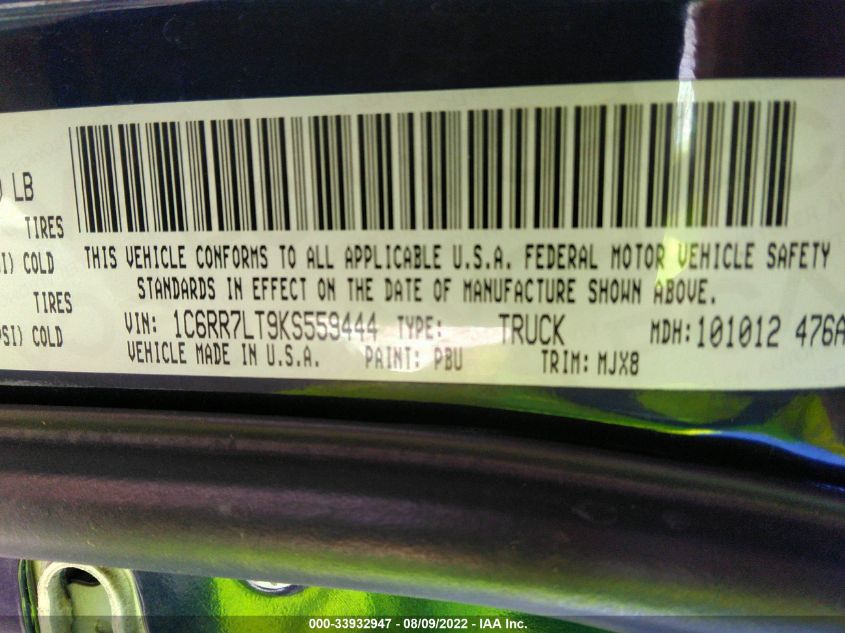 LB
TIRES
COLD
TIRES
COLD
THIS VEHICLE CONFORMS TO ALL APPLICABLE U.S.A. FEDERAL MOTOR VEHICLE SAFETY
STANDARDS IN EFFECT ON THE DATE OF MANUFACTURE SHOWN ABOVE.
VIN: 1C6RR7LT9KS559444 TYPE: TRUCK MDH:101012 476A
VEHICLE MADE IN U.S.A. PAINT: PBU TRIM: MJX8
000-33932947 - 08/09/2022 - IAA Inc.